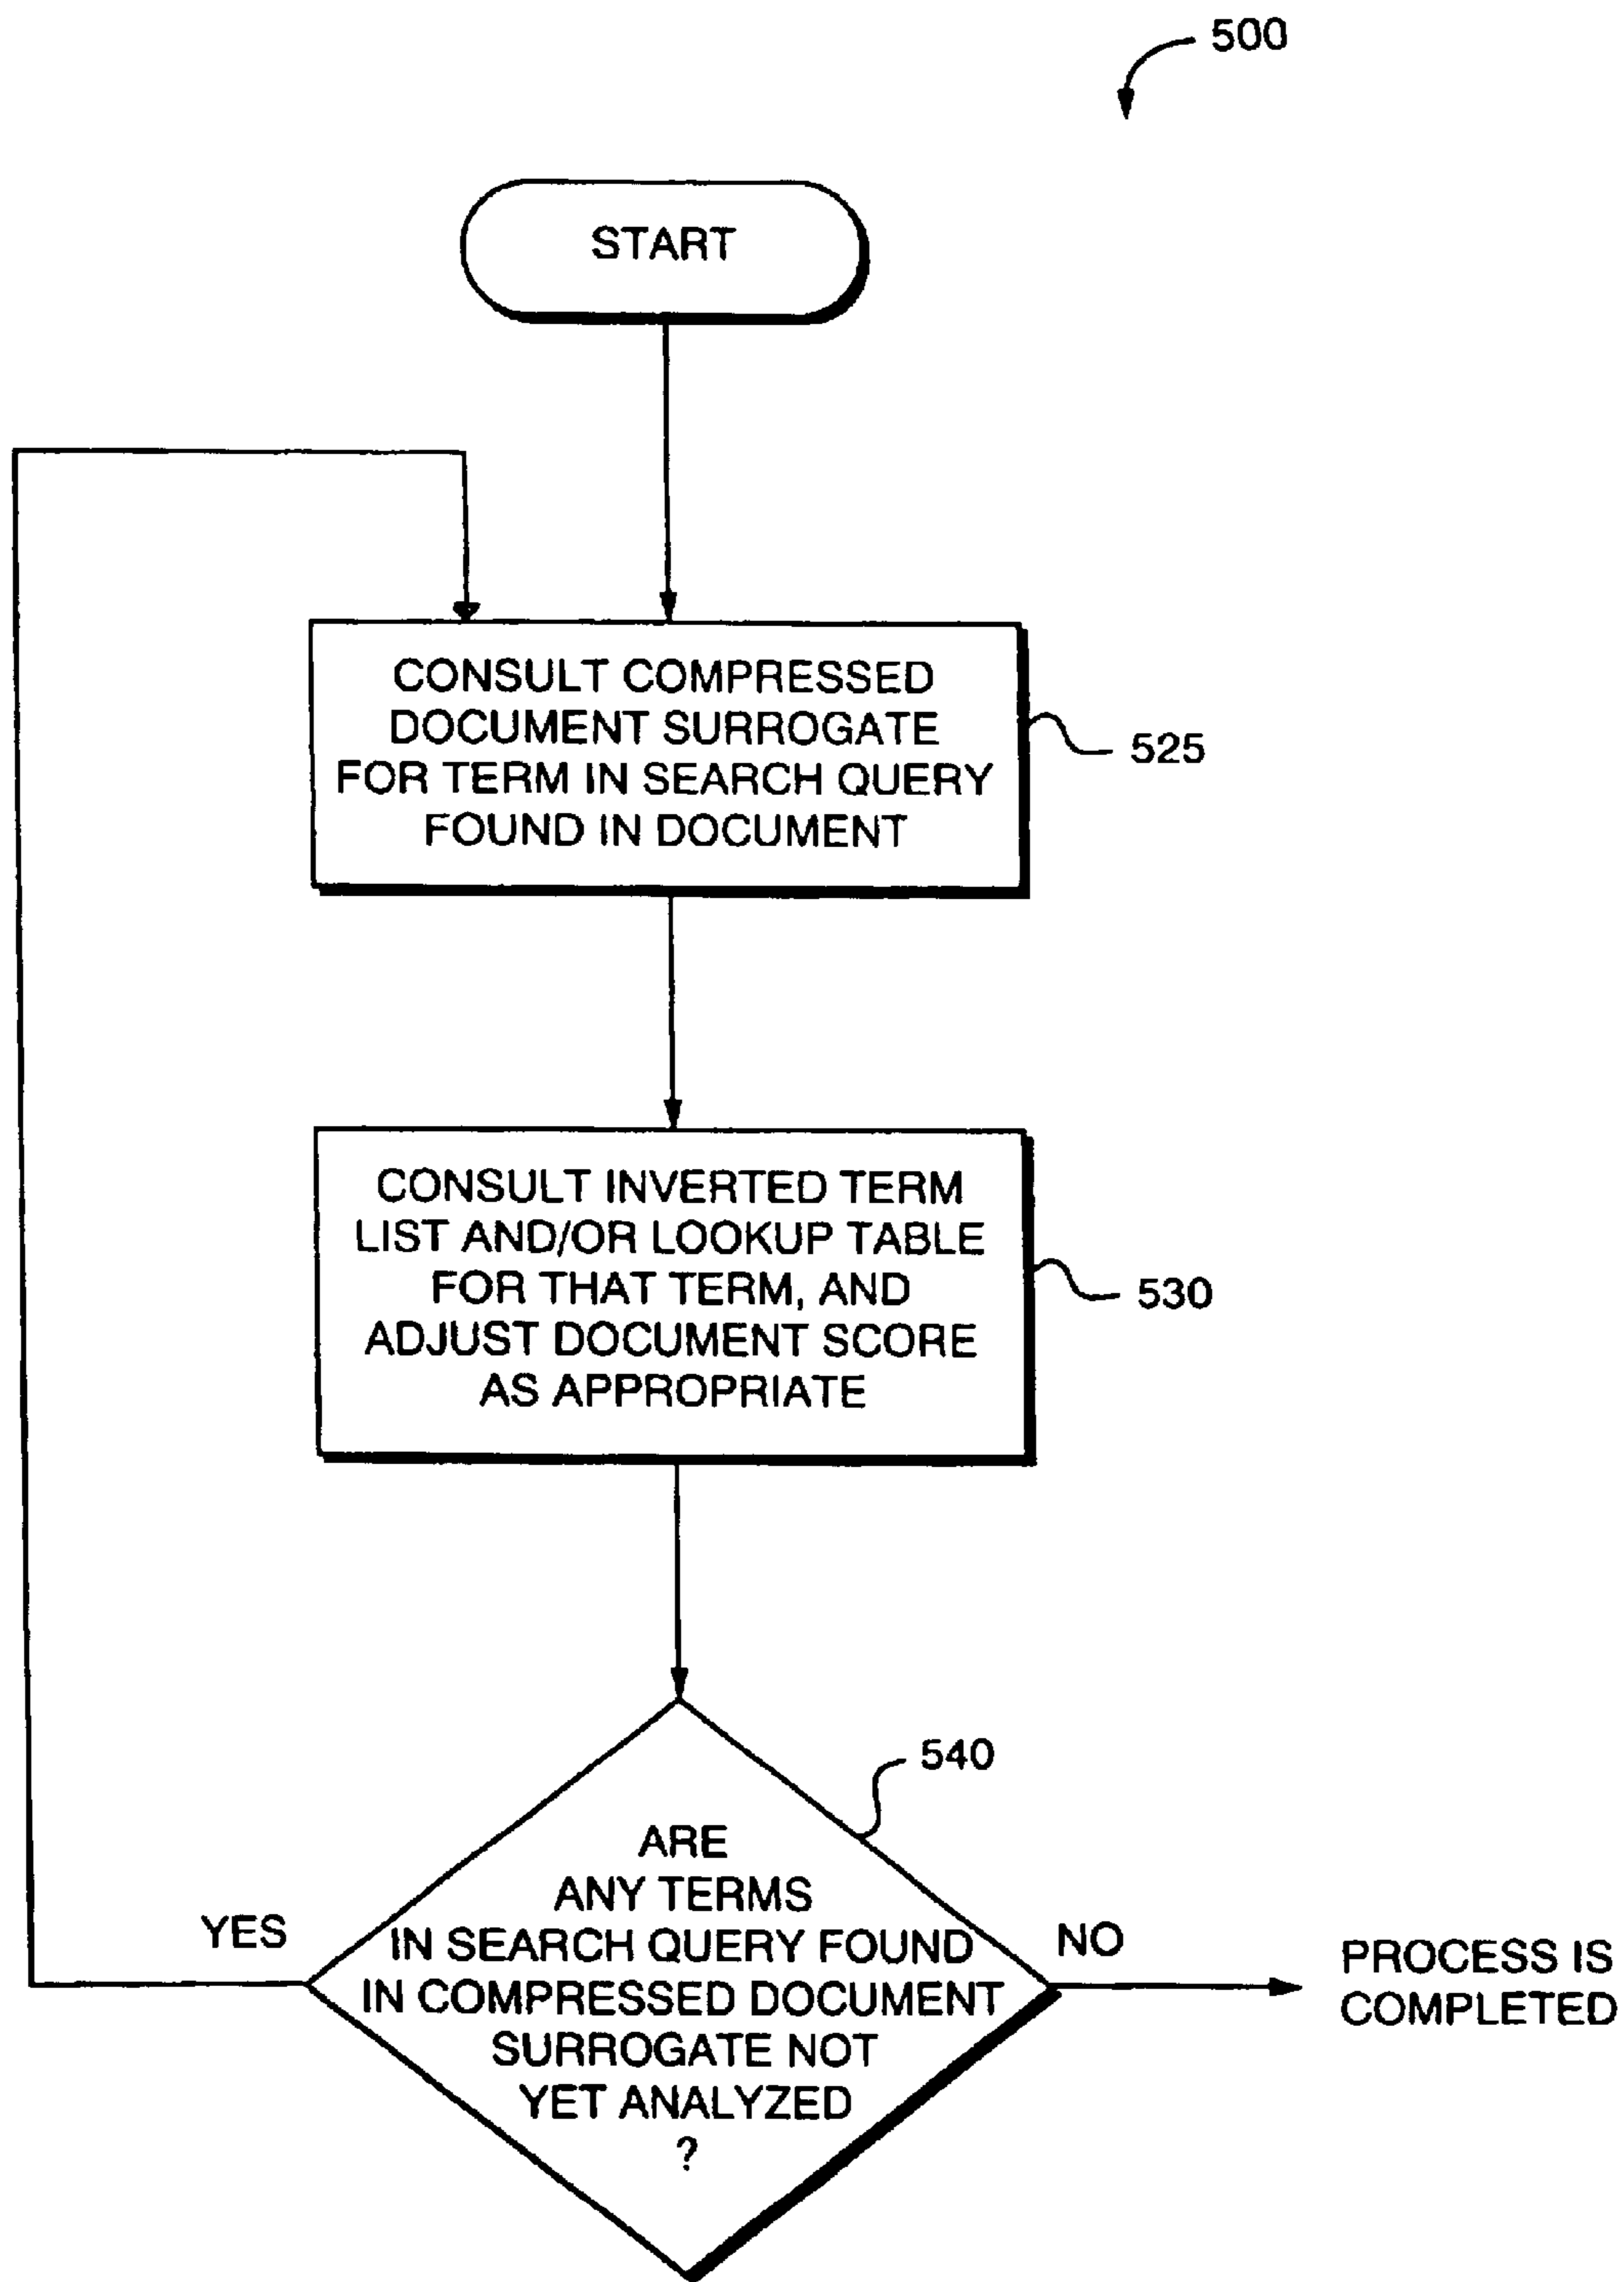 500
START
CONSULT COMPRESSED
DOCUMENT SURROGATE
FOR TERM IN SEARCH QUERY
FOUND IN DOCUMENT
525
CONSULT INVERTED TERM
LIST AND/OR LOOKUP TABLE
FOR THAT TERM, AND
ADJUST DOCUMENT SCORE
AS APPROPRIATE
530
540
ARE
ANY TERMS
IN SEARCH QUERY FOUND
IN COMPRESSED DOCUMENT
SURROGATE NOT
YET ANALYZED
?
YES
NO
PROCESS IS
COMPLETED